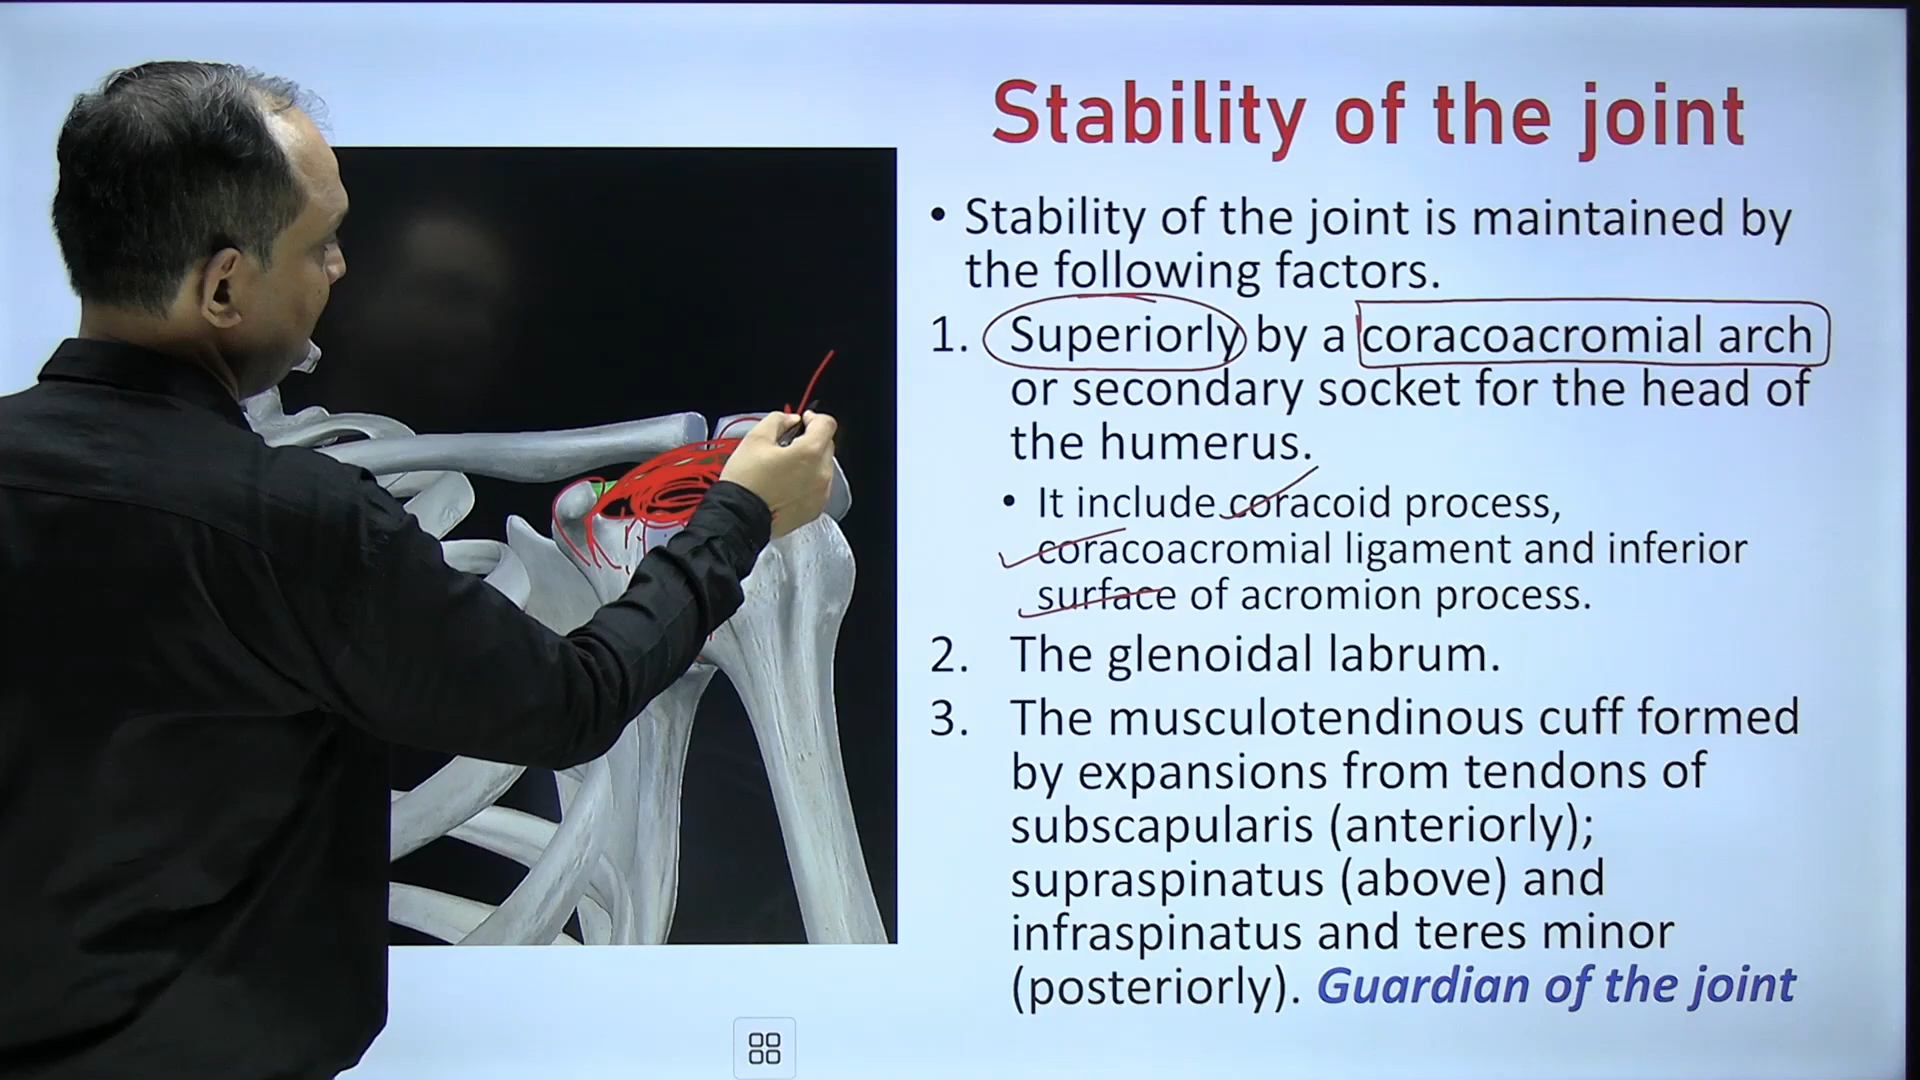 Stability of the joint
• Stability of the joint is maintained by
the following factors.
1. Superiorly by a coracoacromial arch
or secondary socket for the head of
the humerus.
• It include coracoid process,
coracoacromial ligament and inferior
surface of acromion process.
2. The glenoidal labrum.
3. The musculotendinous cuff formed
by expansions from tendons of
subscapularis (anteriorly);
supraspinatus (above) and
infraspinatus and teres minor
(posteriorly). Guardian of the joint